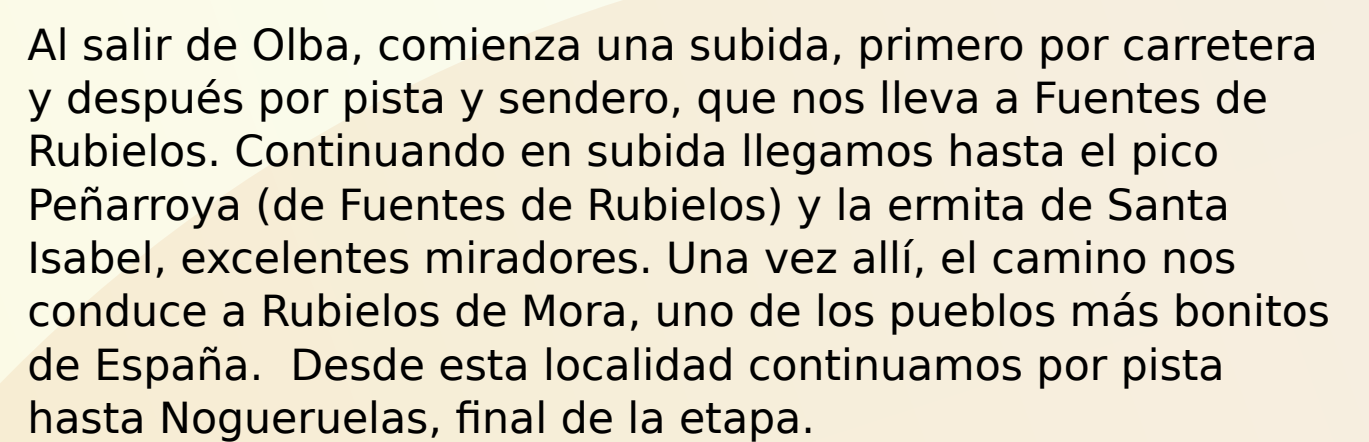 Al salir de Olba, comienza una subida, primero por carretera
y después por pista y sendero, que nos lleva a Fuentes de
Rubielos. Continuando en subida llegamos hasta el pico
Peñarroya (de Fuentes de Rubielos) y la ermita de Santa
Isabel, excelentes miradores. Una vez allí, el camino nos
conduce a Rubielos de Mora, uno de los pueblos más bonitos
de España.  Desde esta localidad continuamos por pista
hasta Nogueruelas, final de la etapa.